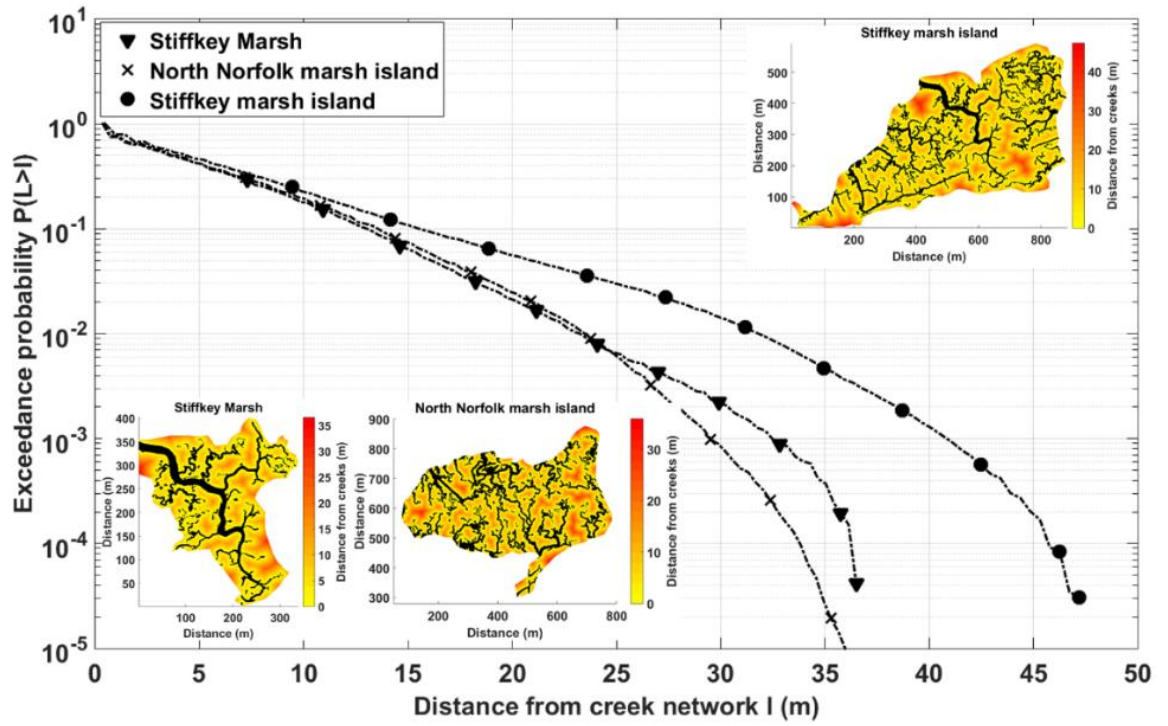 Exceedance probability P(L>l)
10^1
10^0
10^-1
10^-2
10^-3
10^-4
10^-5
Stiffkey Marsh
North Norfolk marsh island
Stiffkey marsh island
Stiffkey marsh island
Distance (m)
500
400
300
200
100
200 400 600 800
Distance (m)
40
30
20
10
0
Distance from creeks (m)
Stiffkey Marsh
Distance (m)
400
350
300
250
200
150
100
50
100 200 300
Distance (m)
35
30
25
20
15
10
5
0
Distance from creeks (m)
North Norfolk marsh island
Distance (m)
900
800
700
600
500
400
300
200 400 600 800
Distance (m)
30
20
10
0
Distance from creeks (m)
0 5 10 15 20 25 30 35 40 45 50
Distance from creek network l (m)